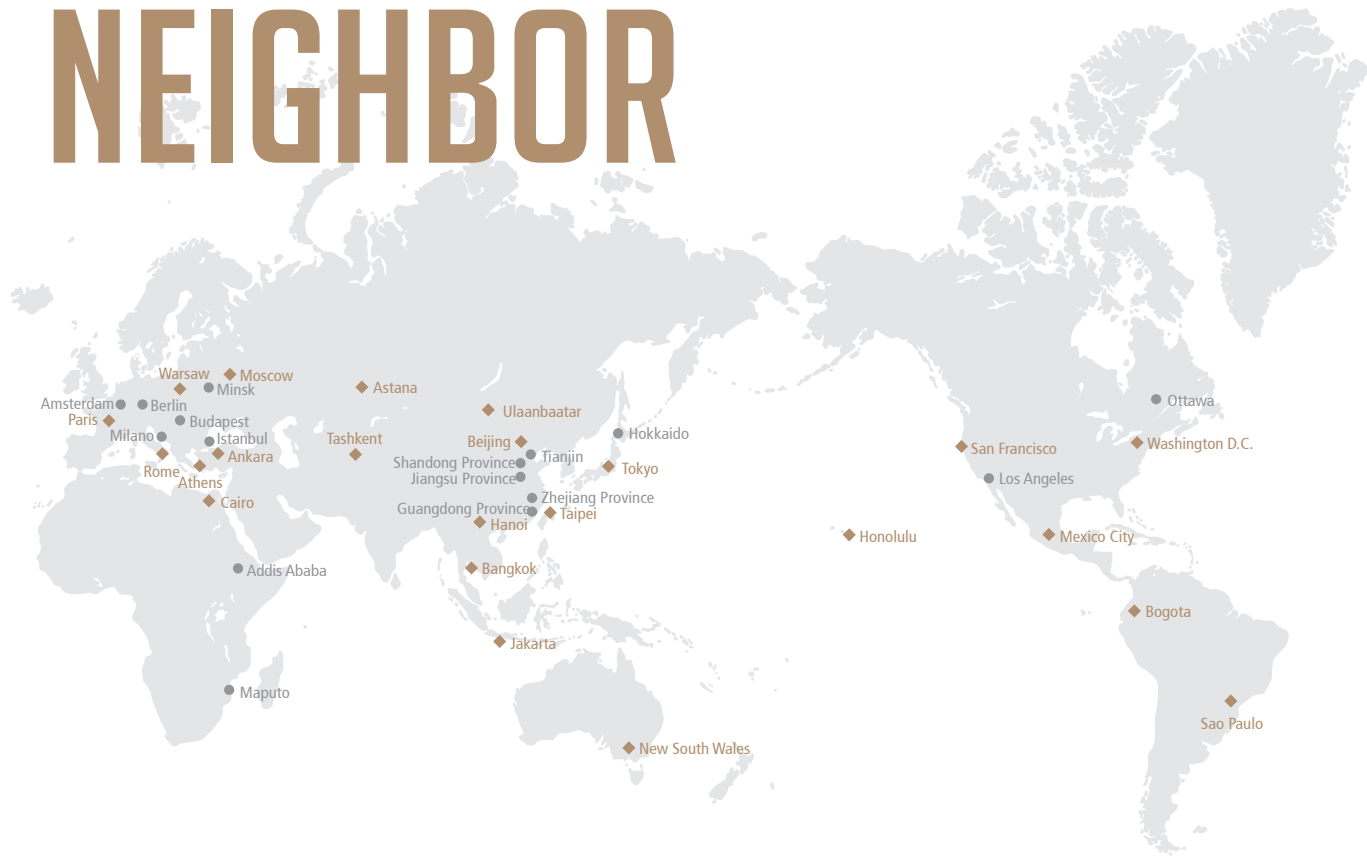 NEIGHBOR
Warsaw
Moscow
Minsk
Astana
Amsterdam
Berlin
Ulaanbaatar
Ottawa
Paris
Budapest
Milano
Istanbul
Tashkent
Beijing
Hokkaido
San Francisco
Washington D.C.
Ankara
Tianjin
Rome
Shandong Province
Tokyo
Athens
Jiangsu Province
Los Angeles
Cairo
Zhejiang Province
Guangdong Province
Taipei
Hanoi
Honolulu
Mexico City
Addis Ababa
Bangkok
Bogota
Jakarta
Maputo
Sao Paulo
New South Wales